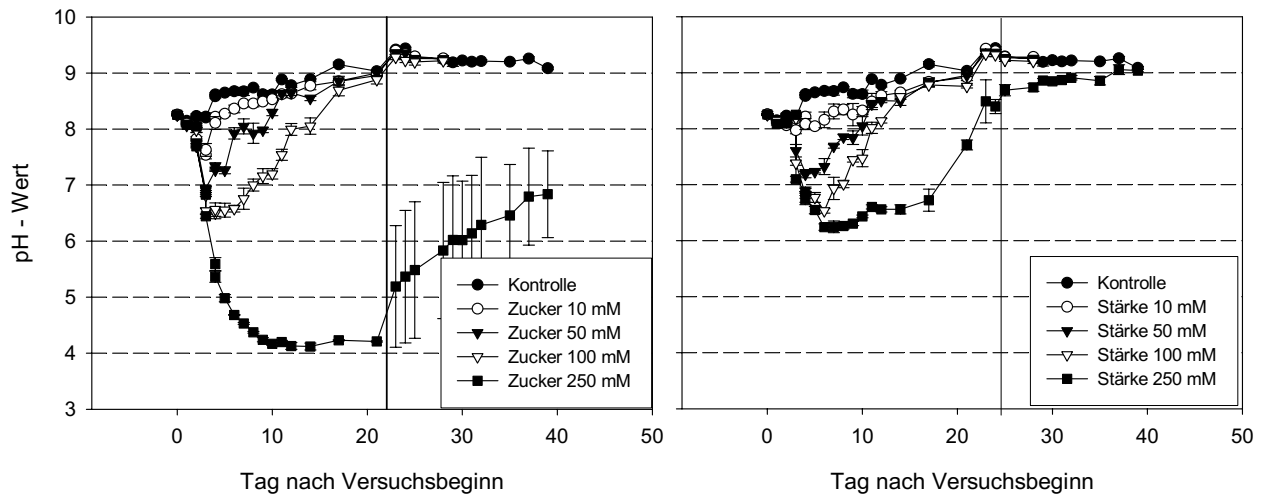 pH - Wert
10
9
8
7
6
5
4
3
0
10
20
30
40
50
Tag nach Versuchsbeginn
Kontrolle
Zucker 10 mM
Zucker 50 mM
Zucker 100 mM
Zucker 250 mM
0
10
20
30
40
50
Tag nach Versuchsbeginn
Kontrolle
Stärke 10 mM
Stärke 50 mM
Stärke 100 mM
Stärke 250 mM